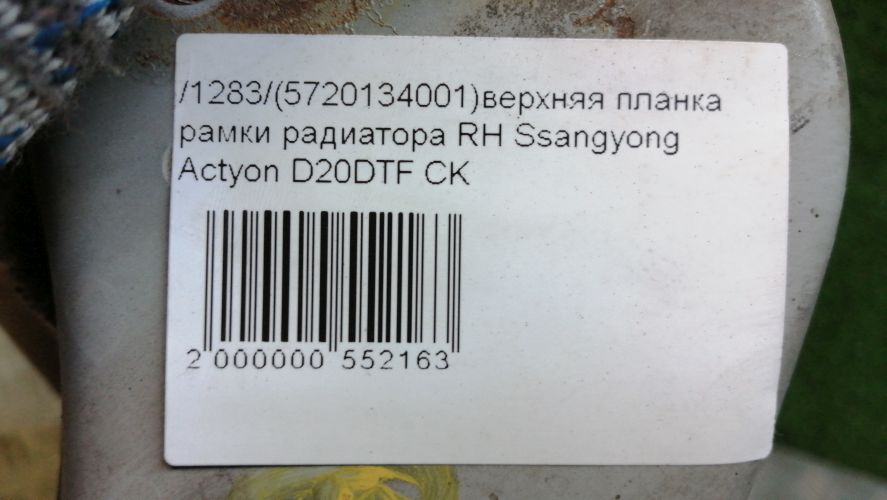 /1283/(5720134001)верхняя планка
рамки радиатора RH Ssangyong
Actyon D20DTF CK
2 000000 552163